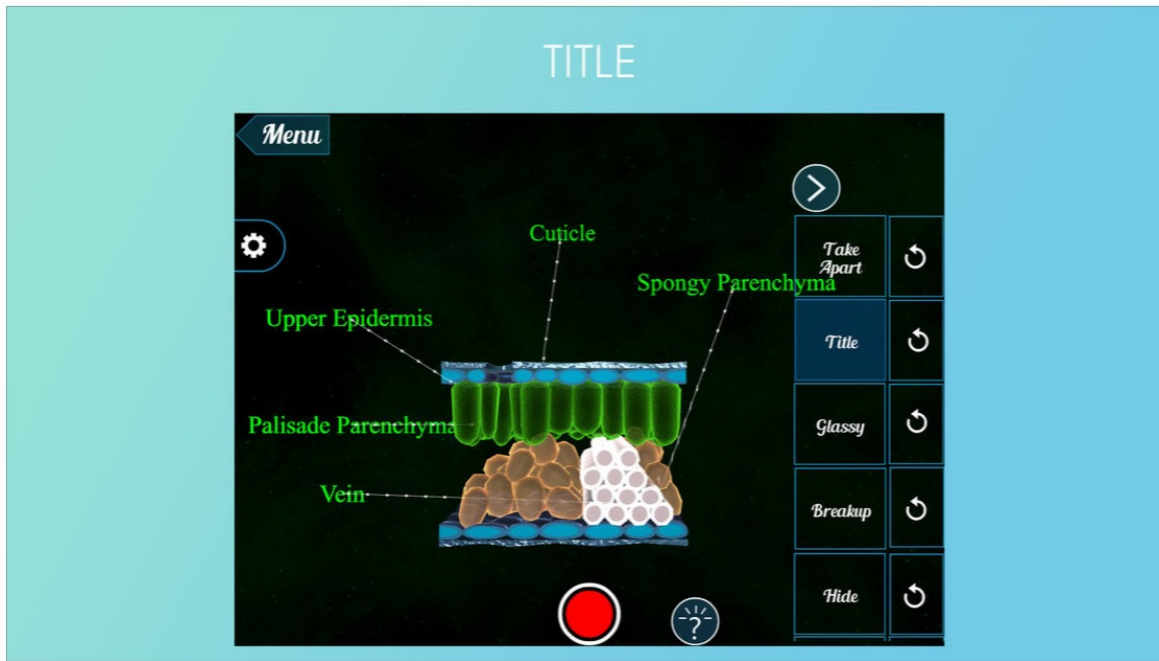 TITLE
Menu
Cuticle
Take
Apart
Spongy Parenchyma
Upper Epidermis
Title
Palisade Parenchyma
Glassy
Vein
Breakup
Hide
?